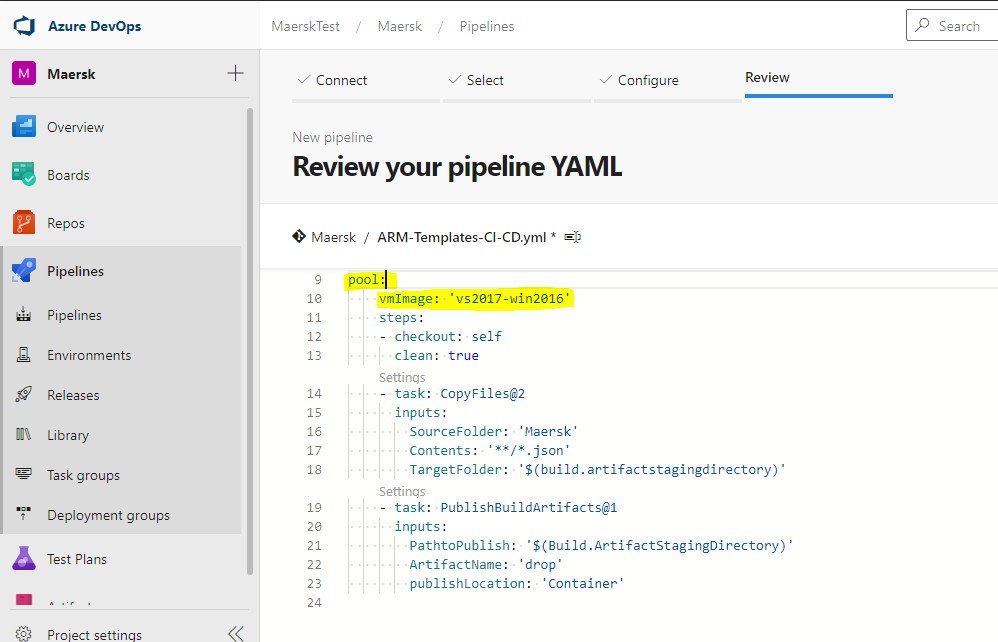 Azure DevOps
MaerskTest / Maersk / Pipelines
Search
M Maersk
Connect
Select
Configure
Review
Overview
Boards
Repos
Pipelines
Pipelines
Environments
Releases
Library
Task groups
Deployment groups
Test Plans
Project settings
New pipeline
Review your pipeline YAML
Maersk / ARM-Templates-CI-CD.yml *
9 pool:
10 vmImage: 'vs2017-win2016'
11 steps:
12 - checkout: self
13 clean: true
Settings
14 - task: CopyFiles@2
15 inputs:
16 SourceFolder: 'Maersk'
17 Contents: '**/*.json'
18 TargetFolder: '$(build.artifactstagingdirectory)'
Settings
19 - task: PublishBuildArtifacts@1
20 inputs:
21 PathtoPublish: '$(Build.ArtifactStagingDirectory)'
22 ArtifactName: 'drop'
23 publishLocation: 'Container'
24